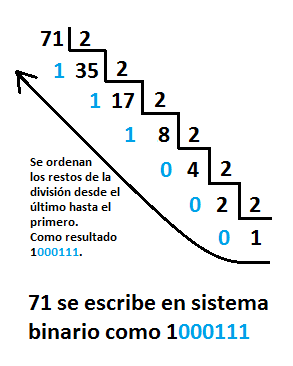 71 2
1 35 2
1 17 2
1 8 2
0 4 2
0 2 2
0 1
Se ordenan
los restos de la
división desde el
último hasta el
primero.
Como resultado
1000111.
71 se escribe en sistema
binario como 1000111